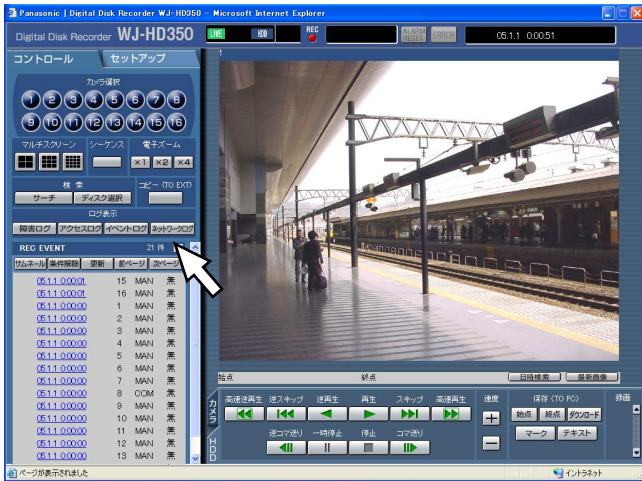 Panasonic | Digital Disk Recorder WJ-HD350 - Microsoft Internet Explorer
Digital Disk Recorder WJ-HD350
LIVE HDD REC ALARM RESET ERROR 05.1.1 0:00:51
コントロール セットアップ
カメラ選択
1 2 3 4 5 6 7 8
9 10 11 12 13 14 15 16
マルチスクリーン シーケンス 電子ズーム
×1 ×2 ×4
検索 コピー (TO EXT)
サーチ ディスク選択
ログ表示
障害ログ アクセスログ イベントログ ネットワークログ
REC EVENT 21 件
サムネール 条件解除 更新 前ページ 次ページ
05.1.1 0:00:01 15 MAN 無
05.1.1 0:00:01 16 MAN 無
05.1.1 0:00:00 1 MAN 無
05.1.1 0:00:00 2 MAN 無
05.1.1 0:00:00 3 MAN 無
05.1.1 0:00:00 4 MAN 無
05.1.1 0:00:00 5 MAN 無
05.1.1 0:00:00 6 MAN 無
05.1.1 0:00:00 7 MAN 無
05.1.1 0:00:00 8 COM 無
05.1.1 0:00:00 9 MAN 無
05.1.1 0:00:00 10 MAN 無
05.1.1 0:00:00 11 MAN 無
05.1.1 0:00:00 12 MAN 無
05.1.1 0:00:00 13 MAN 無
1
始点 終点 日時検索 最新画像
カメラ
HDD
高速逆再生 逆スキップ 逆再生 再生 スキップ 高速再生 速度 保存 (TO PC) 録画
始点 終点 ダウンロード
逆コマ送り 一時停止 停止 コマ送り
マーク テキスト
ページが表示されました イントラネット